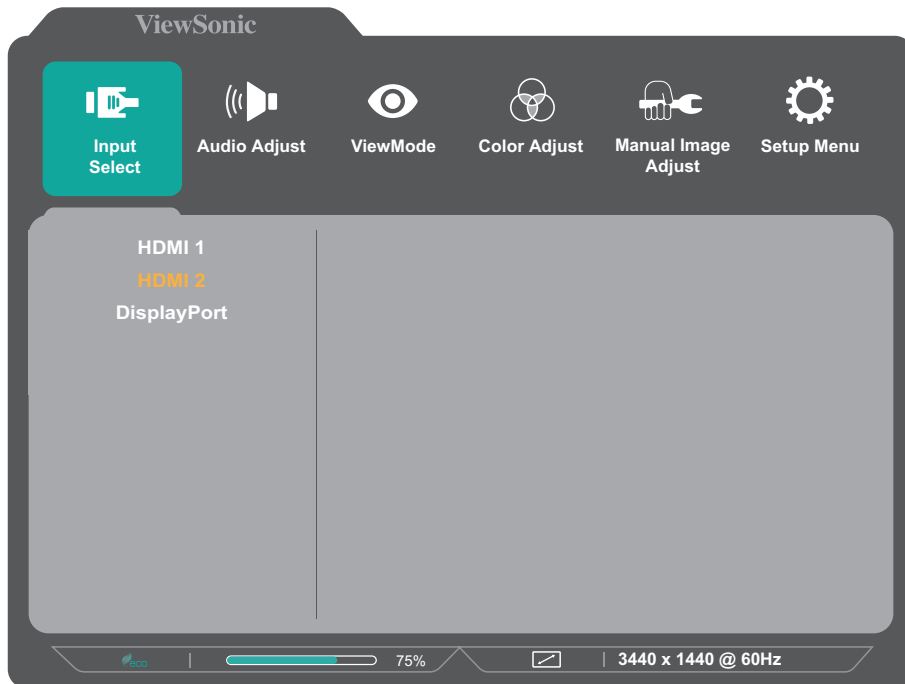 ViewSonic
Input
Select
Audio Adjust
ViewMode
Color Adjust
Manual Image
Adjust
Setup Menu
HDMI 1
HDMI 2
DisplayPort
eco
75%
3440 x 1440 @ 60Hz